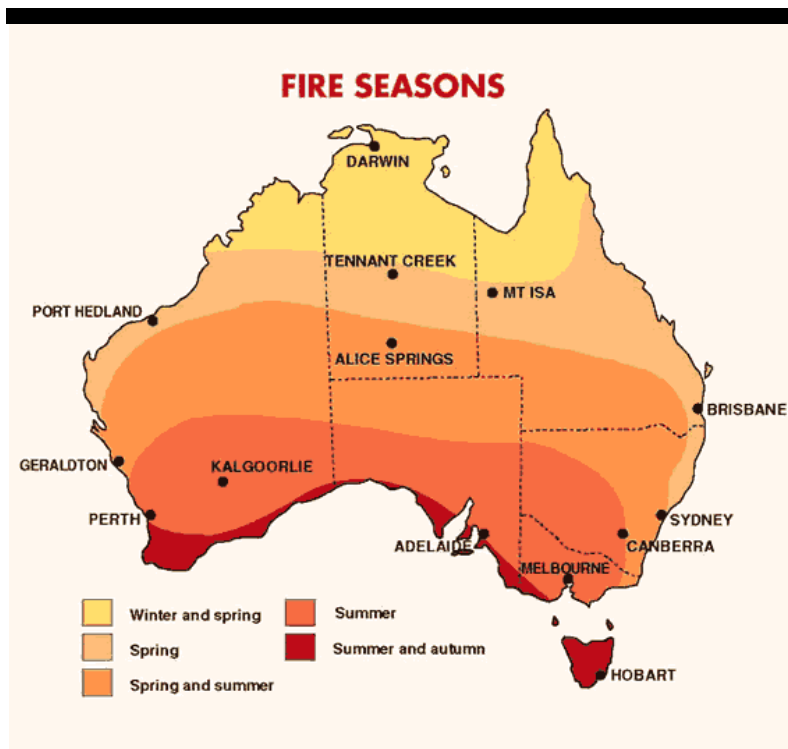 FIRE SEASONS
DARWIN
TENNANT CREEK
MT ISA
PORT HEDLAND
ALICE SPRINGS
BRISBANE
GERALDTON
KALGOORLIE
PERTH
SYDNEY
ADELAIDE
CANBERRA
MELBOURNE
Winter and spring
Summer
Spring
Summer and autumn
Spring and summer
HOBART